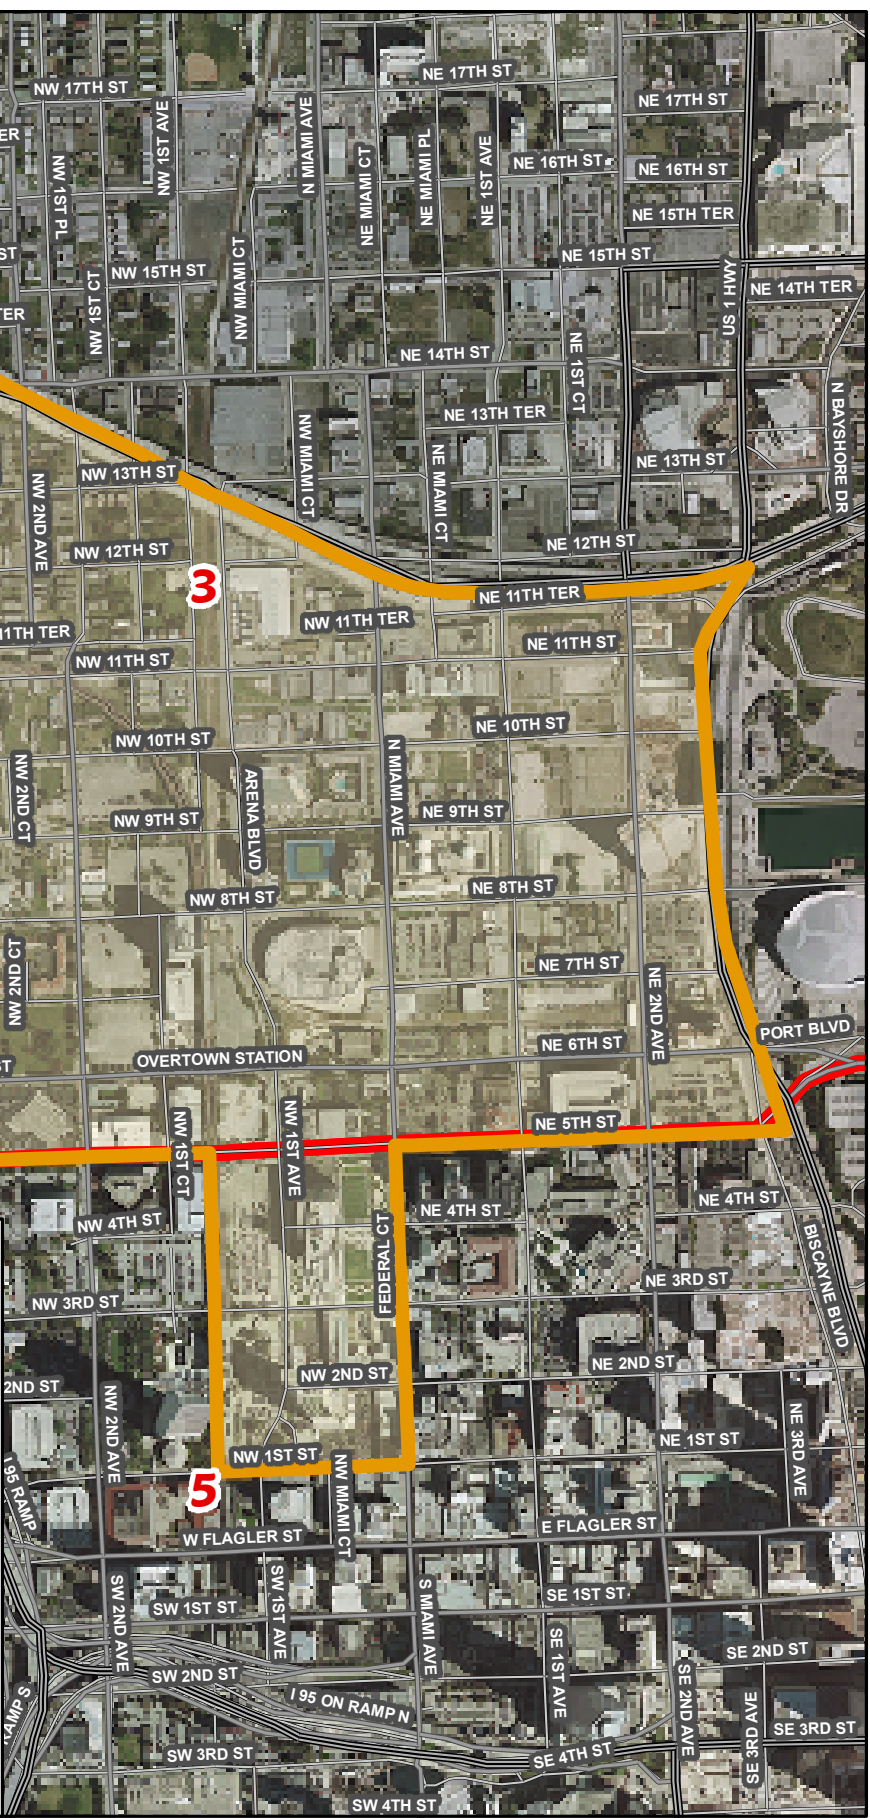 NE 17TH ST
NW 17TH ST
NE 17TH ST
NW 1ST AVE
N MIAMI AVE
ER
NE MIAMI PL
NE 1ST AVE
NE MIAMI CT
NE 16TH ST
NE 16TH ST
NW 1ST PL
NE 15TH TER
ST
NE 15TH ST
NW 15TH ST
NW MIAMI CT
US 1 HWY
NE 14TH TER
NW 1ST CT
TER
NE 14TH ST
NE 1ST CT
NE 13TH TER
N BAYSHORE DR
NW MIAMI CT
NE MIAMI CT
NE 13TH ST
NW 13TH ST
NW 2ND AVE
NE 12TH ST
NW 12TH ST
3
NE 11TH TER
NW 11TH TER
11TH TER
NE 11TH ST
NW 11TH ST
NE 10TH ST
NW 10TH ST
NW 2ND CT
ARENA BLVD
N MIAMI AVE
NE 9TH ST
NW 9TH ST
NE 8TH ST
NW 8TH ST
NW 2ND CT
NE 7TH ST
NE 2ND AVE
PORT BLVD
NE 6TH ST
OVERTOWN STATION
ST
NE 5TH ST
NW 1ST CT
NW 1ST AVE
NE 4TH ST
NE 4TH ST
NW 4TH ST
FEDERAL CT
BISCAYNE BLVD
NE 3RD ST
NW 3RD ST
NE 2ND ST
NW 2ND ST
2ND ST
NW 2ND AVE
NE 3RD AVE
NE 1ST ST
NW 1ST ST
5
I 95 RAMP
NW MIAMI CT
E FLAGLER ST
W FLAGLER ST
SW 2ND AVE
SW 1ST AVE
S MIAMI AVE
SE 1ST ST
SW 1ST ST
SE 1ST AVE
SE 2ND ST
SW 2ND ST
SE 2ND AVE
SE 3RD AVE
RAMP S
I 95 ON RAMP N
SE 3RD ST
SE 4TH ST
SW 3RD ST
SW 4TH ST